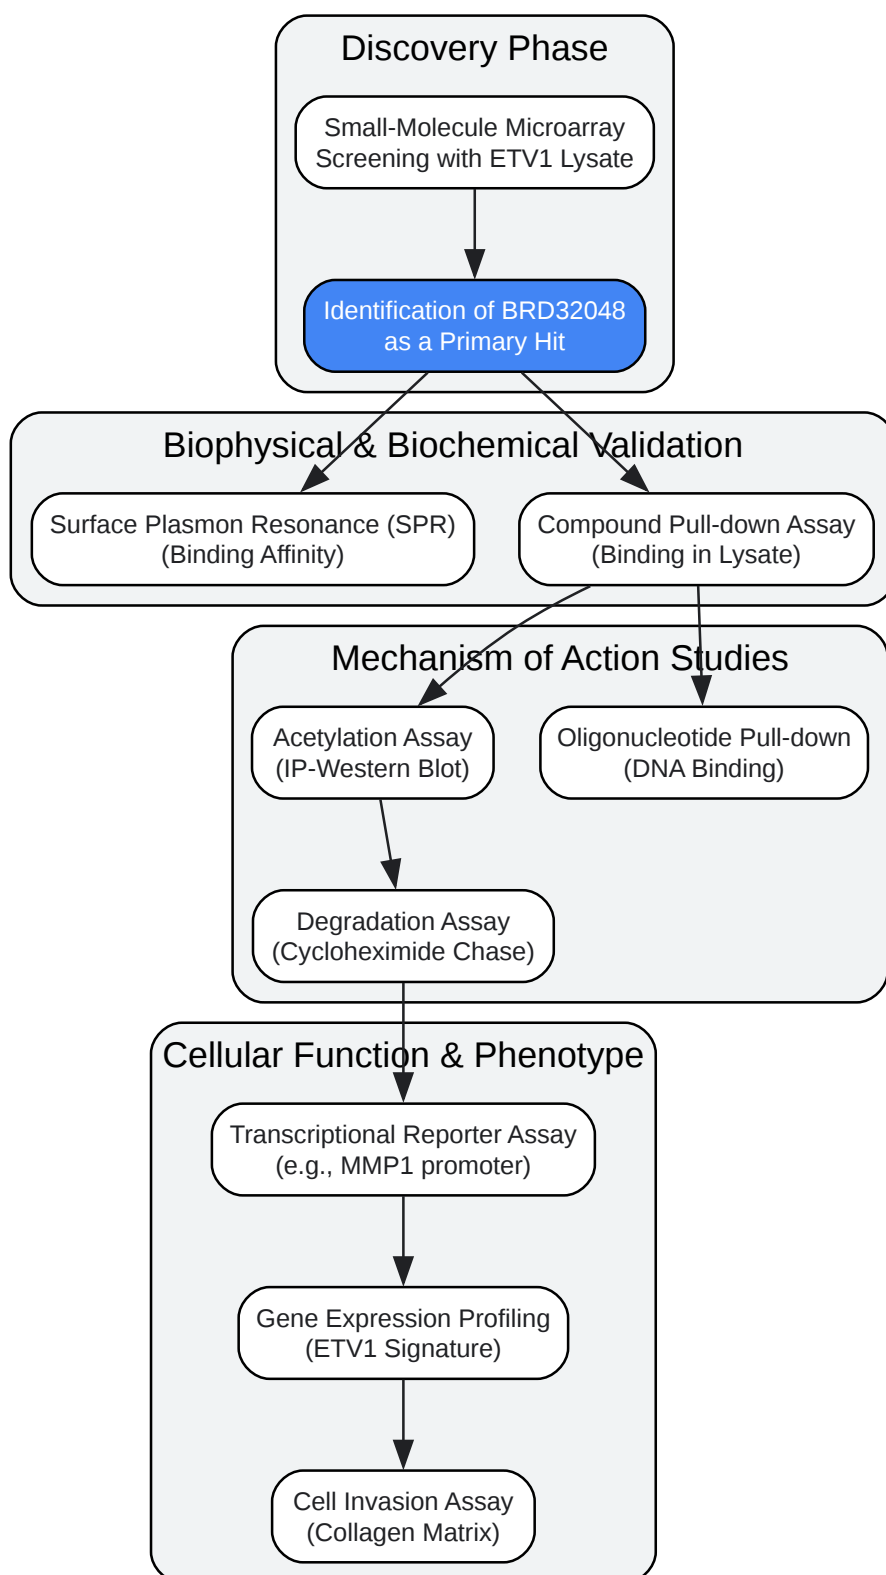 Discovery Phase
Small-Molecule Microarray
Screening with ETV1 Lysate
Identification of BRD32048
as a Primary Hit
Biophysical & Biochemical Validation
Surface Plasmon Resonance (SPR)
(Binding Affinity)
Compound Pull-down Assay
(Binding in Lysate)
Mechanism of Action Studies
Acetylation Assay
(IP-Western Blot)
Oligonucleotide Pull-down
(DNA Binding)
Degradation Assay
(Cycloheximide Chase)
Cellular Function & Phenotype
Transcriptional Reporter Assay
(e.g., MMP1 promoter)
Gene Expression Profiling
(ETV1 Signature)
Cell Invasion Assay
(Collagen Matrix)